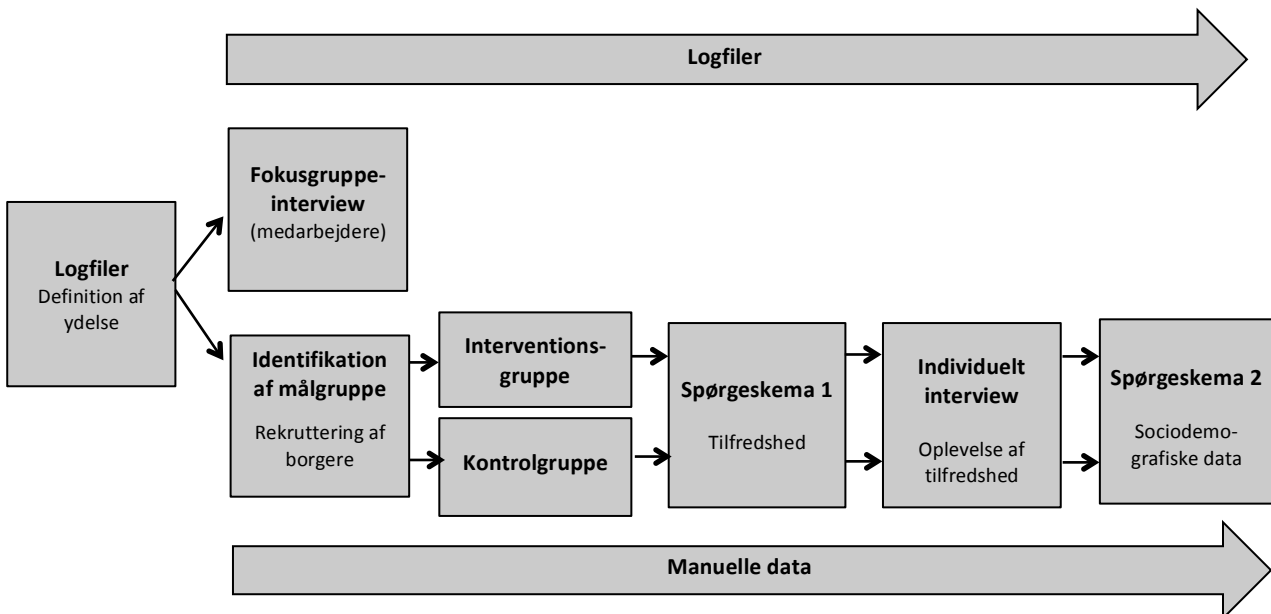 Logfiler
Fokusgruppe-
interview
(medarbejdere)
Logfiler
Definition af
ydelse
Identifikation
af målgruppe
Rekruttering af
borgere
Interventions-
gruppe
Kontrolgruppe
Spørgeskema 1
Tilfredshed
Individuelt
interview
Oplevelse af
tilfredshed
Spørgeskema 2
Sociodemo-
grafiske data
Manuelle data